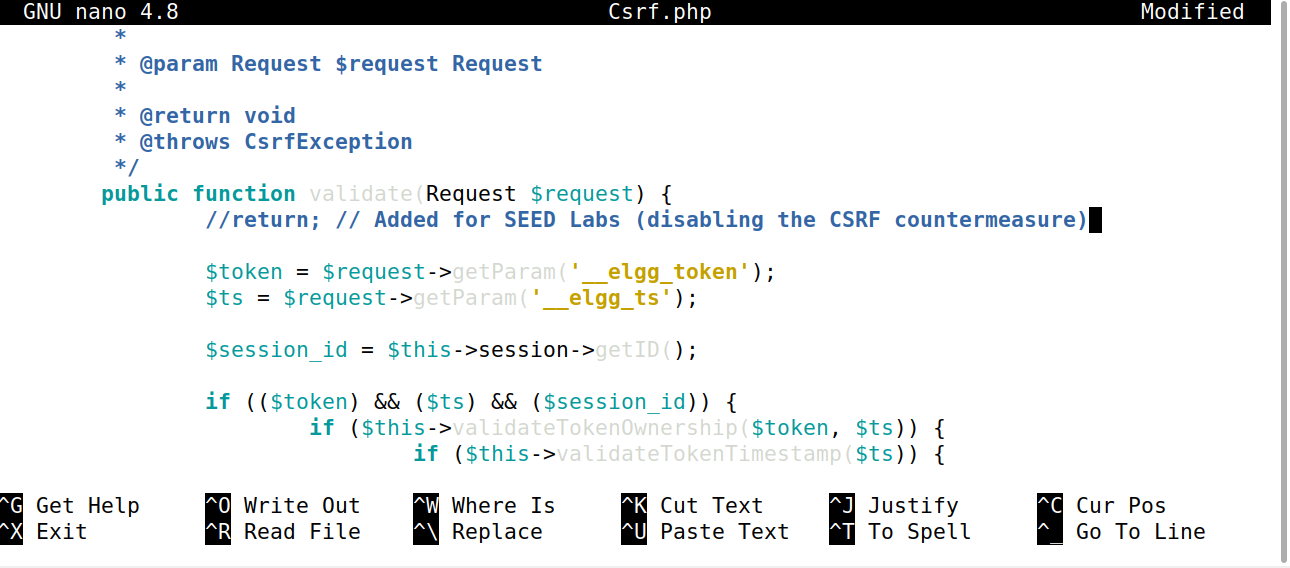 GNU nano 4.8 Csrf.php Modified
*
* @param Request $request Request
*
* @return void
* @throws CsrfException
*/
public function validate(Request $request) {
//return; // Added for SEED Labs (disabling the CSRF countermeasure)
$token = $request->getParam('__elgg_token');
$ts = $request->getParam('__elgg_ts');
$session_id = $this->session->getID();
if (($token) && ($ts) && ($session_id)) {
if ($this->validateTokenOwnership($token, $ts)) {
if ($this->validateTokenTimestamp($ts)) {
^G Get Help ^O Write Out ^W Where Is ^K Cut Text ^J Justify ^C Cur Pos
^X Exit ^R Read File ^\ Replace ^U Paste Text ^T To Spell ^_ Go To Line